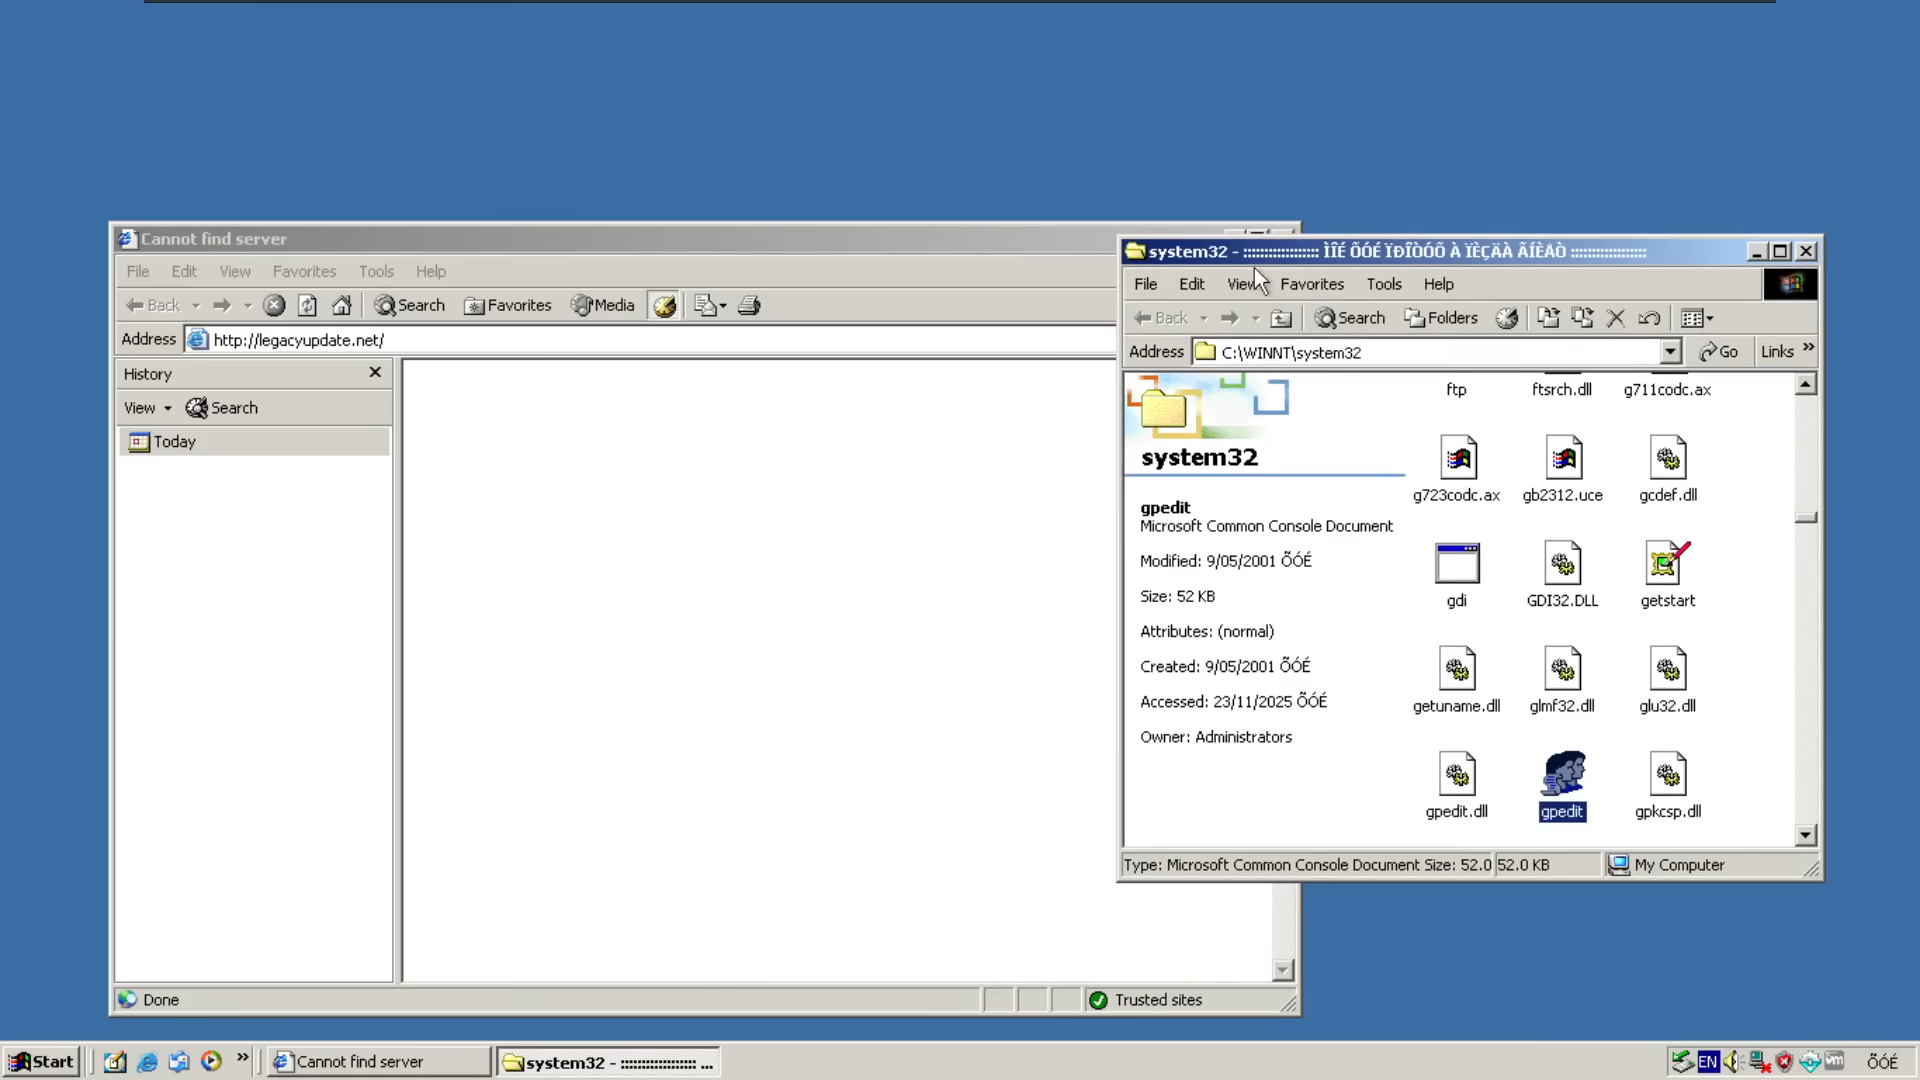 Cannot find server
File Edit View Favorites Tools Help
Back Search Favorites Media
Address http://legacyupdate.net/
History
View Search
Today
Done
Trusted sites
system32 - :::::::::::::::::: ÌÎÉ ÕÓÉ ÏÐÎÒÓÕ À ÏÈÇÄÀ ÃÍÈÅÒ ::::::::::::::::::
File Edit View Favorites Tools Help
Back Search Folders
Address C:\WINNT\system32 Go Links »
system32
gpedit
Microsoft Common Console Document
Modified: 9/05/2001 ÕÓÉ
Size: 52 KB
Attributes: (normal)
Created: 9/05/2001 ÕÓÉ
Accessed: 23/11/2025 ÕÓÉ
Owner: Administrators
ftp ftsrch.dll g711codc.ax
g723codc.ax gb2312.uce gcdef.dll
gdi GDI32.DLL getstart
getuname.dll glmf32.dll glu32.dll
gpedit.dll gpedit gpkcsp.dll
Type: Microsoft Common Console Document Size: 52.0 52.0 KB My Computer
Start » Cannot find server system32 - :::::::::::::::::: ... EN vm ÕÓÉ